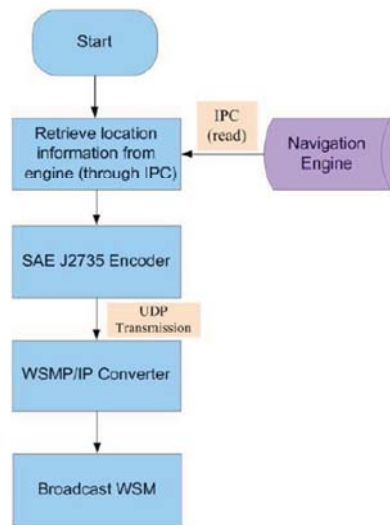 Start
IPC
(read)
Retrieve location
information from
engine (through IPC)
Navigation
Engine
SAE J2735 Encoder
UDP
Transmission
WSMP/IP Converter
Broadcast WSM